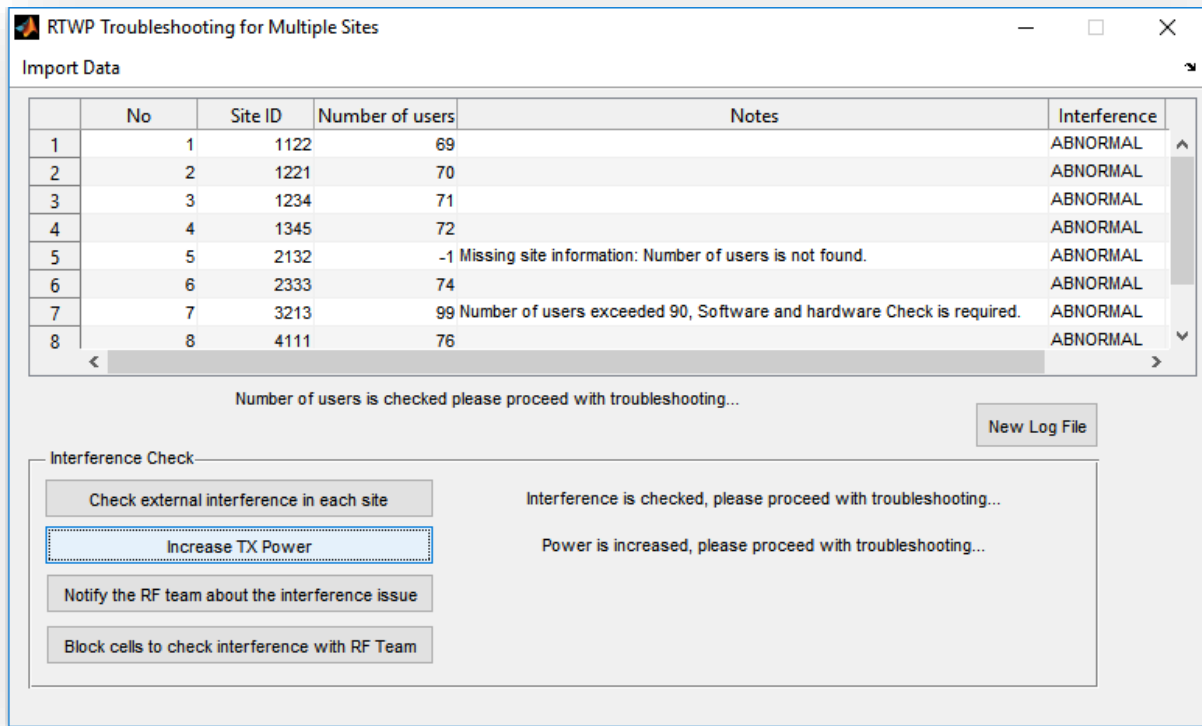 RTWP Troubleshooting for Multiple Sites
Import Data
No Site ID Number of users Notes Interference
1 1 1122 69 ABNORMAL
2 2 1221 70 ABNORMAL
3 3 1234 71 ABNORMAL
4 4 1345 72 ABNORMAL
5 5 2132 -1 Missing site information: Number of users is not found. ABNORMAL
6 6 2333 74 ABNORMAL
7 7 3213 99 Number of users exceeded 90, Software and hardware Check is required. ABNORMAL
8 8 4111 76 ABNORMAL
Number of users is checked please proceed with troubleshooting...
New Log File
Interference Check
Check external interference in each site Interference is checked, please proceed with troubleshooting...
Increase TX Power Power is increased, please proceed with troubleshooting...
Notify the RF team about the interference issue
Block cells to check interference with RF Team